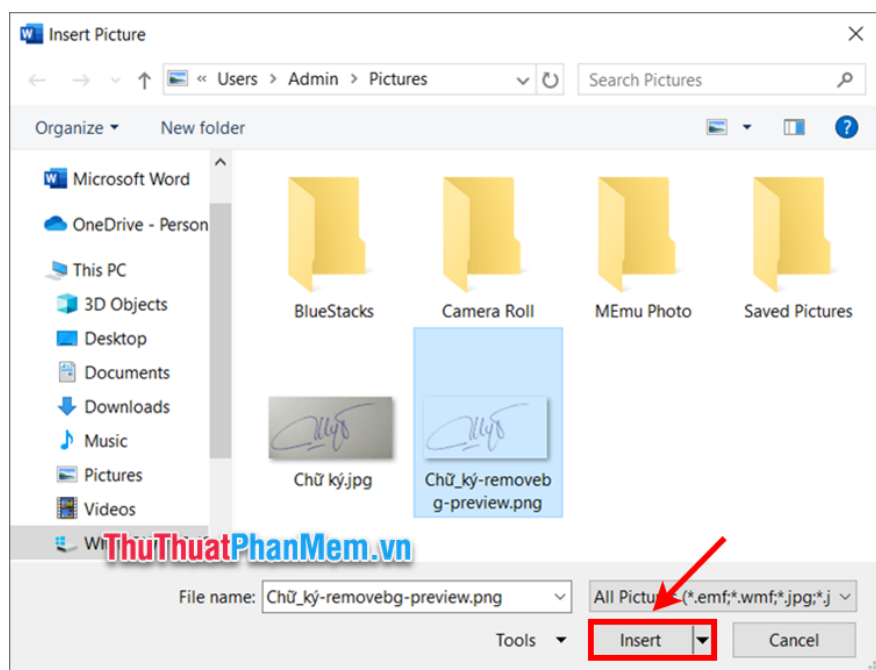 Insert Picture
« Users > Admin > Pictures
Search Pictures
Organize
New folder
Microsoft Word
OneDrive - Person
This PC
3D Objects
Desktop
Documents
Downloads
Music
Pictures
Videos
BlueStacks
Camera Roll
MEmu Photo
Saved Pictures
Chữ ký.jpg
Chữ_ký-removeb
g-preview.png
ThuThuatPhanMem.vn
File name:
Chữ_ký-removebg-preview.png
All Pictures (*.emf;*.wmf;*.jpg;*.j
Tools
Insert
Cancel